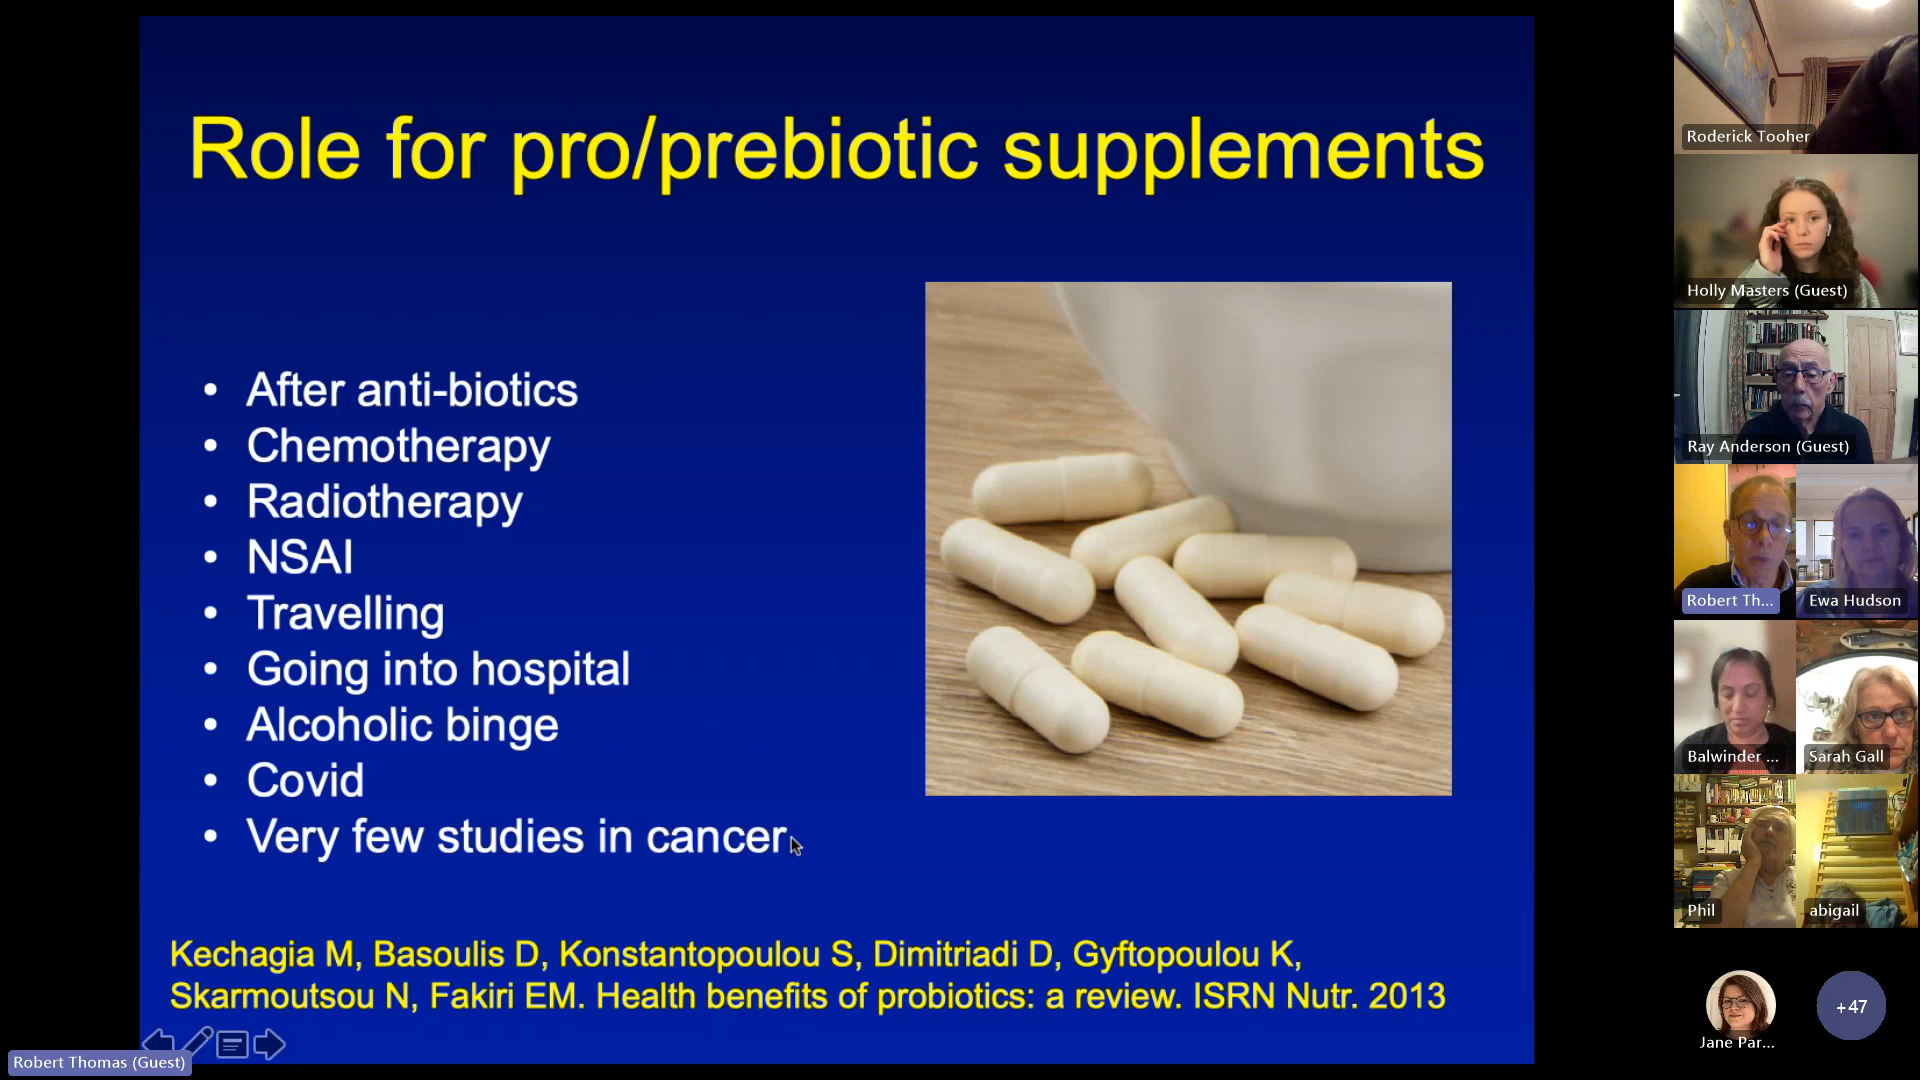 Role for pro/prebiotic supplements
• After anti-biotics
• Chemotherapy
• Radiotherapy
• NSAI
• Travelling
• Going into hospital
• Alcoholic binge
• Covid
• Very few studies in cancer
Kechagia M, Basoulis D, Konstantopoulou S, Dimitriadi D, Gyftopoulou K,
Skarmoutsou N, Fakiri EM. Health benefits of probiotics: a review. ISRN Nutr. 2013
Robert Thomas (Guest)
Roderick Tooher
Holly Masters (Guest)
Ray Anderson (Guest)
Robert Th...
Ewa Hudson
Balwinder ...
Sarah Gall
Phil
abigail
Jane Par...
+47